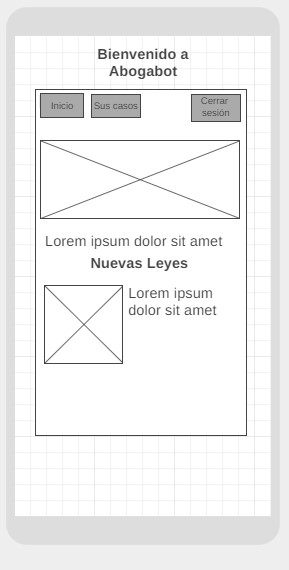 Bienvenido a
Abogabot
Inicio
Sus casos
Cerrar
sesión
Lorem ipsum dolor sit amet
Nuevas Leyes
Lorem ipsum
dolor sit amet